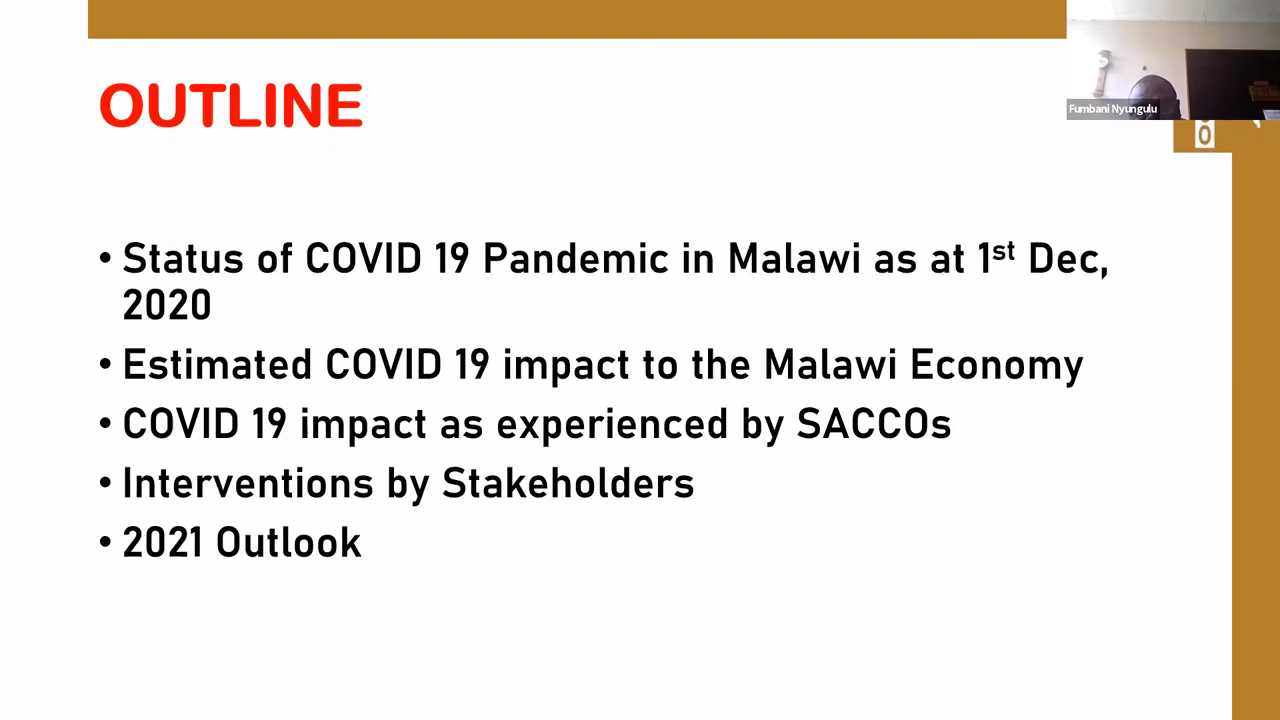 OUTLINE
Fumbani Nyungulu
• Status of COVID 19 Pandemic in Malawi as at 1st Dec,
2020
• Estimated COVID 19 impact to the Malawi Economy
• COVID 19 impact as experienced by SACCOs
• Interventions by Stakeholders
• 2021 Outlook